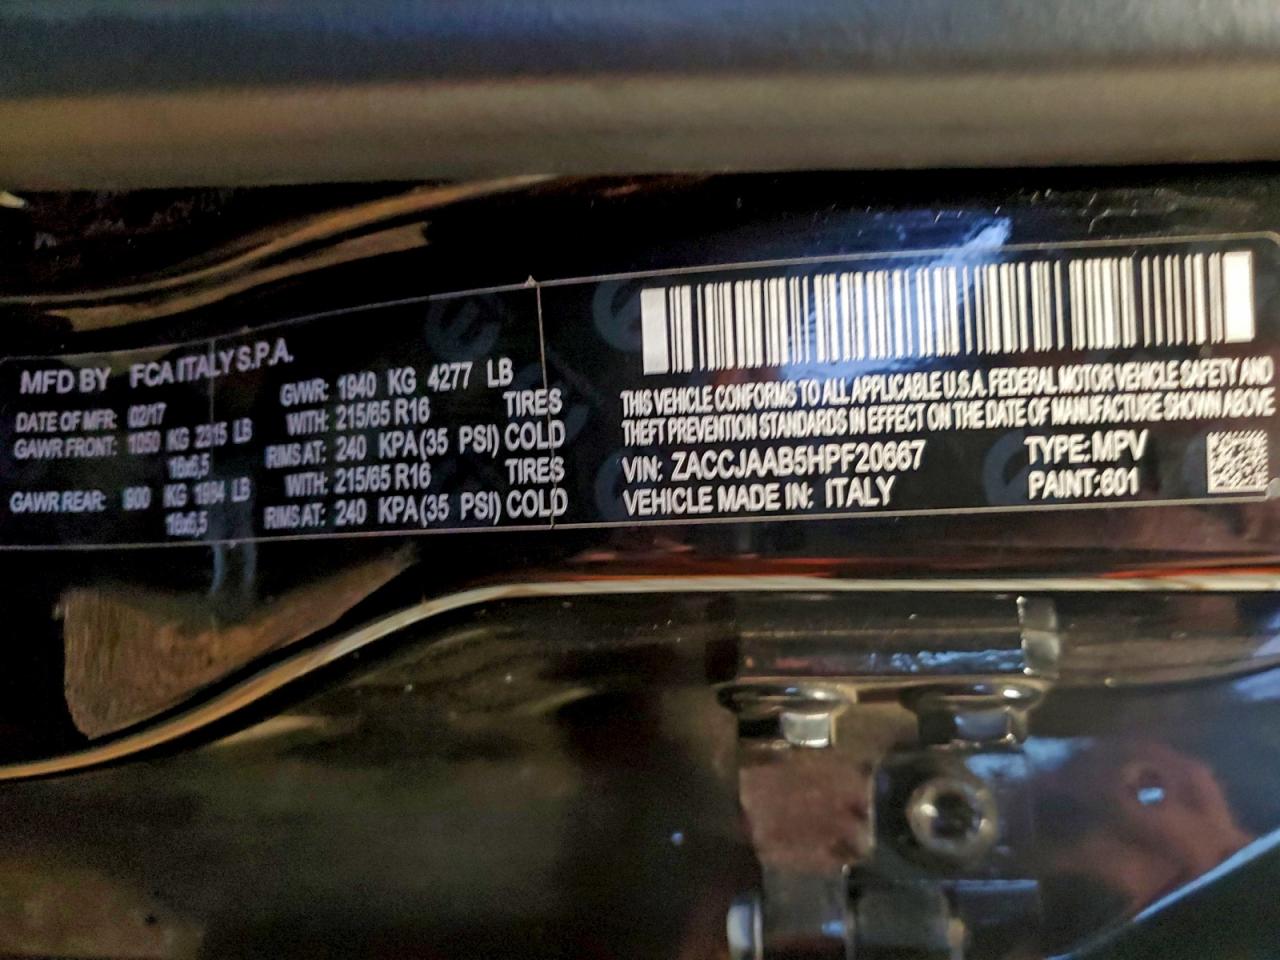 MFD BY FCA ITALY S.P.A.
DATE OF MFR: 02/17
GVWR: 1940 KG 4277 LB
GAWR FRONT: 1050 KG 2315 LB
WITH: 215/65 R16 TIRES
16x6,5
RIMS AT: 240 KPA (35 PSI) COLD
GAWR REAR: 900 KG 1984 LB
WITH: 215/65 R16 TIRES
16x6,5
RIMS AT: 240 KPA (35 PSI) COLD
THIS VEHICLE CONFORMS TO ALL APPLICABLE U.S.A. FEDERAL MOTOR VEHICLE SAFETY AND
THEFT PREVENTION STANDARDS IN EFFECT ON THE DATE OF MANUFACTURE SHOWN ABOVE
VIN: ZACCJAAB5HPF20667 TYPE:MPV
VEHICLE MADE IN: ITALY PAINT:601